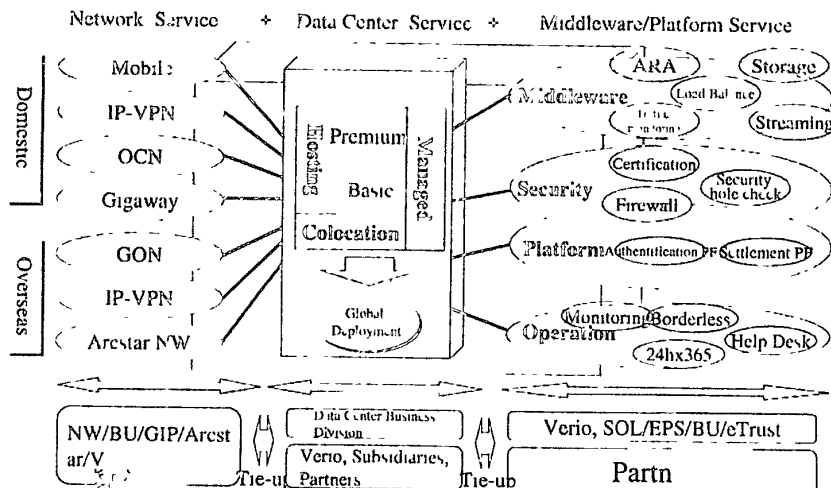 Network Service + Data Center Service + Middleware/Platform Service
Domestic
Mobile
IP-VPN
OCN
Gigaway
Overseas
GON
IP-VPN
Arcstar NW
Hosting
Premium
Basic
Managed
Colocation
Global
Deployment
Middleware
ARA
Storage
Load Balance
Streaming
Security
Certification
Security
hole check
Firewall
Platform
Authentification PF
Settlement PF
Operation
Monitoring
Borderless
24hx365
Help Desk
NW/BU/GIP/Arcst
ar/V
Tie-up
Data Center Business
Division
Verio, Subsidiaries,
Partners
Tie-up
Verio, SOL/EPS/BU/eTrust
Partn